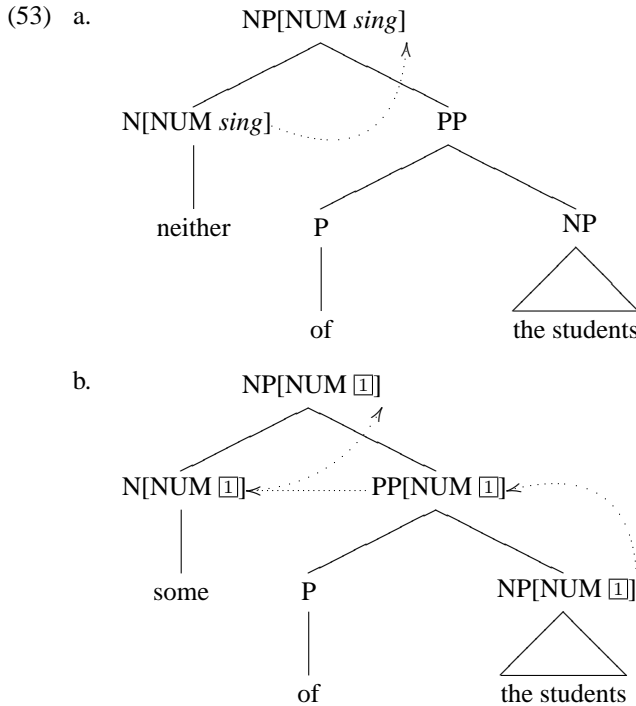 (53) a. NP[NUM sing]
N[NUM sing] PP
neither P NP
of the students
b. NP[NUM 1]
N[NUM 1] PP[NUM 1]
some P NP[NUM 1]
of the students